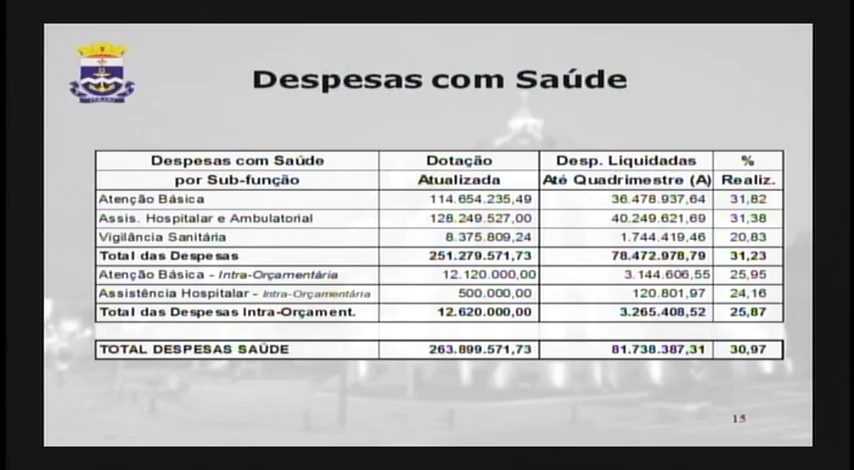 Despesas com Saúde
Despesas com Saúde por Sub-função | Dotação Atualizada | Desp. Liquidadas Até Quadrimestre (A) | % Realiz.
Atenção Básica 114.654.235,49 36.478.937,64 31,82
Assis. Hospitalar e Ambulatorial 128.249.527,00 40.249.621,69 31,38
Vigilância Sanitária 8.375.809,24 1.744.419,46 20,83
Total das Despesas 251.279.571,73 78.472.978,79 31,23
Atenção Básica - Intra-Orçamentária 12.120.000,00 3.144.606,55 25,95
Assistência Hospitalar - Intra-Orçamentária 500.000,00 120.801,97 24,16
Total das Despesas Intra-Orçament. 12.620.000,00 3.265.408,52 25,87
TOTAL DESPESAS SAÚDE 263.899.571,73 81.738.387,31 30,97
15